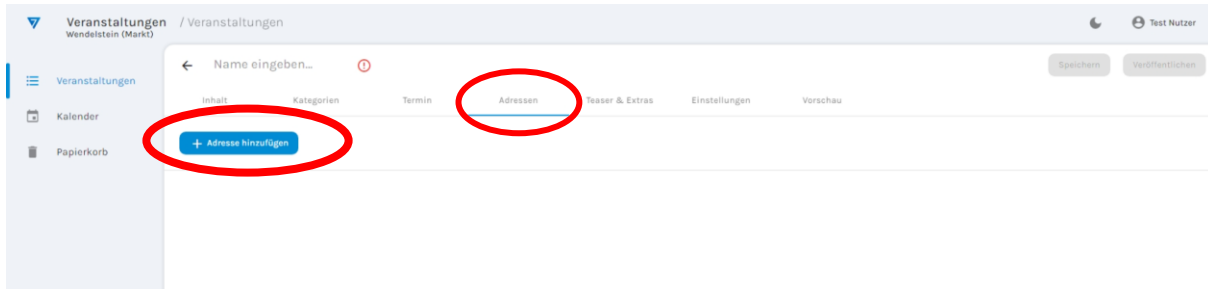 Veranstaltungen / Veranstaltungen
Wendelstein (Markt)
Test Nutzer
Name eingeben...
Speichern
Veröffentlichen
Veranstaltungen
Kalender
Papierkorb
Inhalt
Kategorien
Termin
Adressen
Teaser & Extras
Einstellungen
Vorschau
+ Adresse hinzufügen